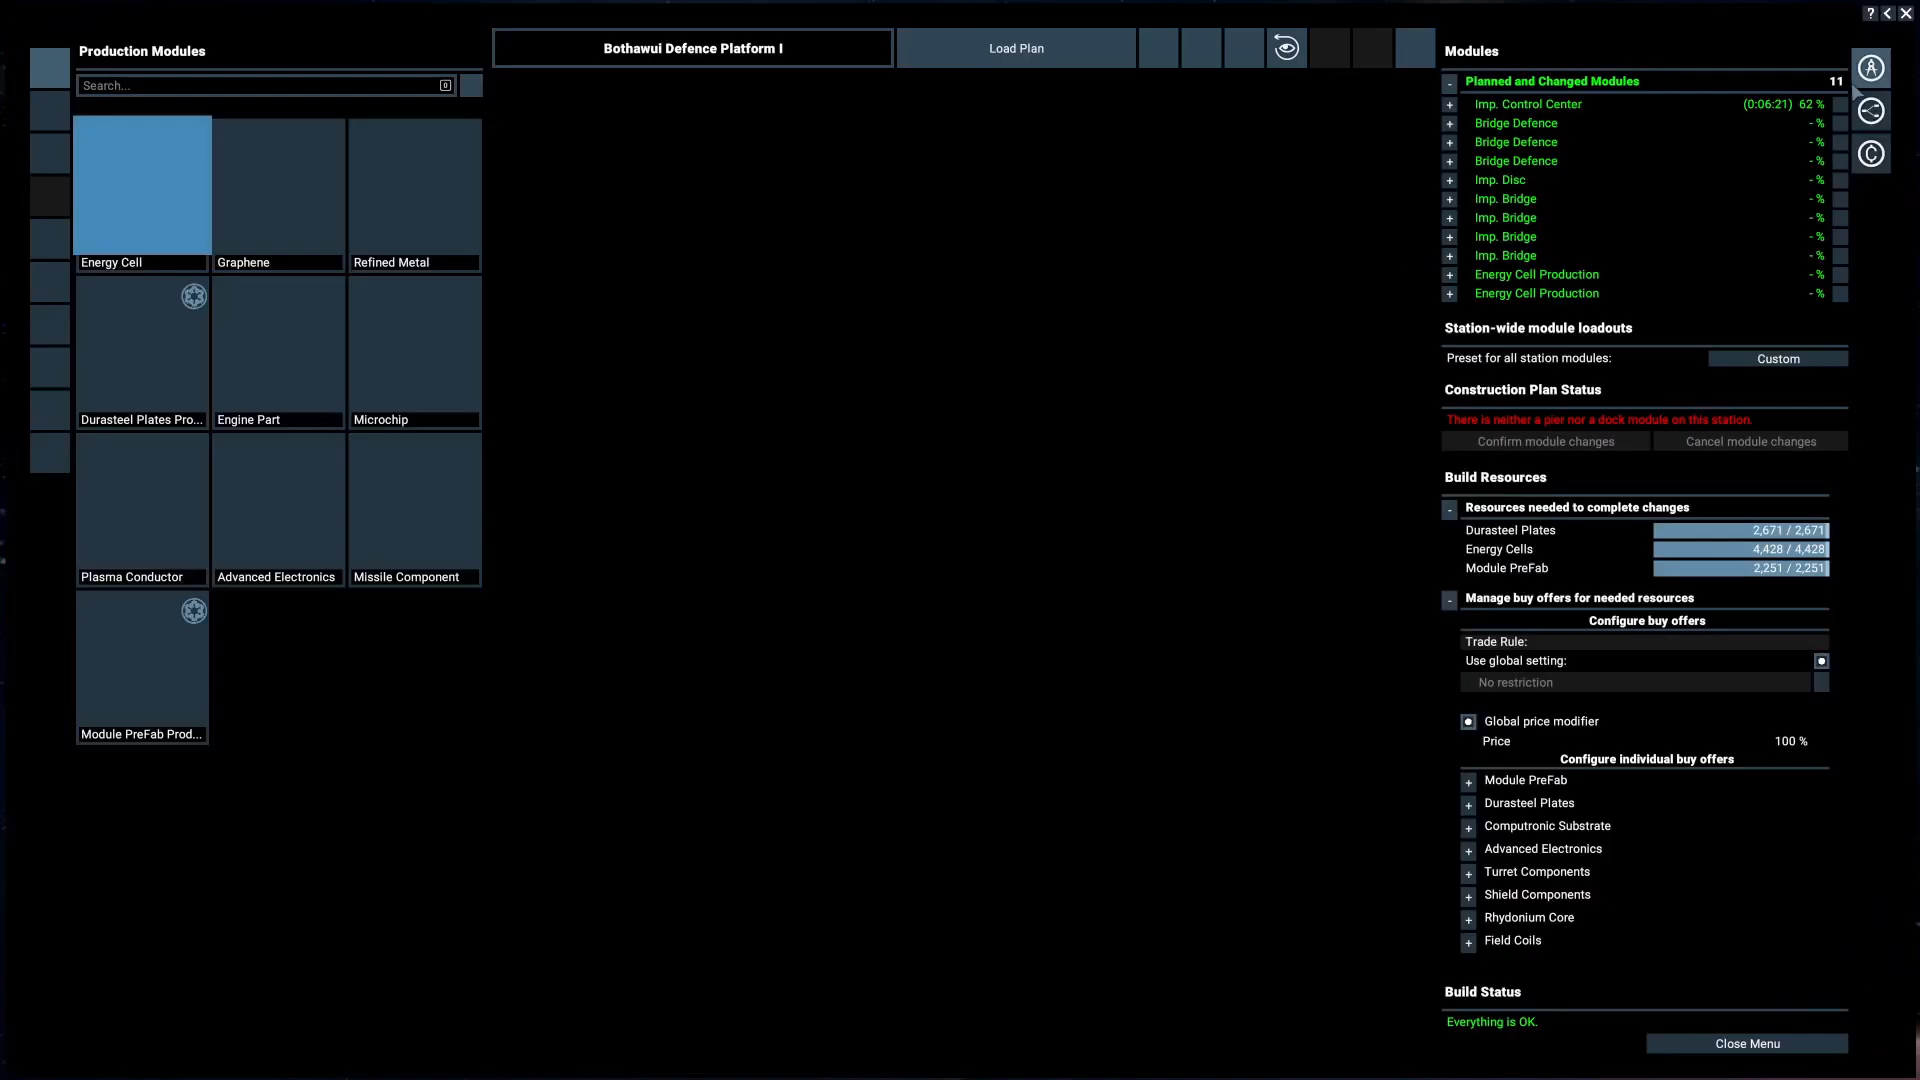 Production Modules
Search...
Energy Cell
Graphene
Refined Metal
Durasteel Plates Pro...
Engine Part
Microchip
Plasma Conductor
Advanced Electronics
Missile Component
Module PreFab Prod...
Bothawui Defence Platform I
Load Plan
Modules
- Planned and Changed Modules 11
+ Imp. Control Center (0:06:21) 62 %
+ Bridge Defence - %
+ Bridge Defence - %
+ Bridge Defence - %
+ Imp. Disc - %
+ Imp. Bridge - %
+ Imp. Bridge - %
+ Imp. Bridge - %
+ Imp. Bridge - %
+ Energy Cell Production - %
+ Energy Cell Production - %
Station-wide module loadouts
Preset for all station modules: Custom
Construction Plan Status
There is neither a pier nor a dock module on this station.
Confirm module changes Cancel module changes
Build Resources
- Resources needed to complete changes
Durasteel Plates 2,671 / 2,671
Energy Cells 4,428 / 4,428
Module PreFab 2,251 / 2,251
- Manage buy offers for needed resources
Configure buy offers
Trade Rule:
Use global setting:
No restriction
Global price modifier
Price 100 %
Configure individual buy offers
+ Module PreFab
+ Durasteel Plates
+ Computronic Substrate
+ Advanced Electronics
+ Turret Components
+ Shield Components
+ Rhydonium Core
+ Field Coils
Build Status
Everything is OK.
Close Menu